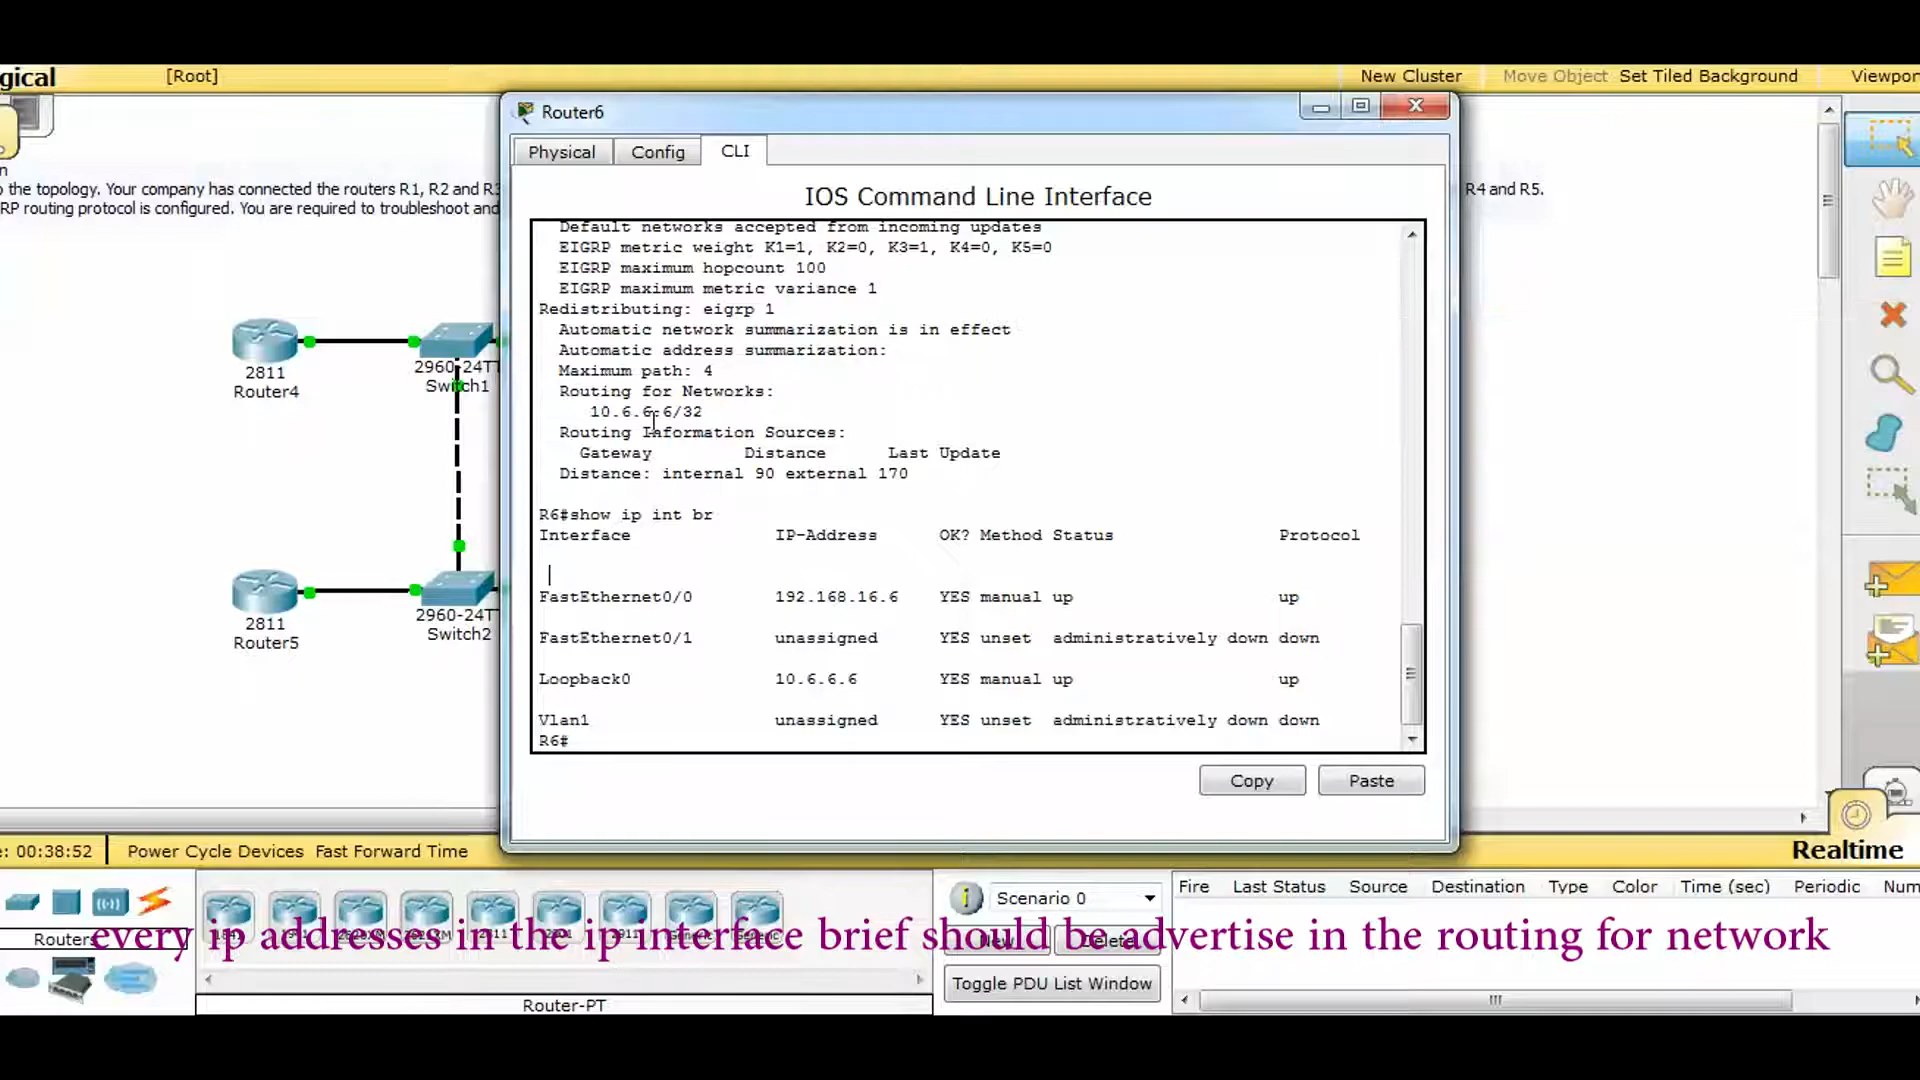 gical [Root] New Cluster Move Object Set Tiled Background Viewpor
Router6
Physical Config CLI
n
o the topology. Your company has connected the routers R1, R2 and R3 R4 and R5.
RP routing protocol is configured. You are required to troubleshoot and
IOS Command Line Interface
Default networks accepted from incoming updates
EIGRP metric weight K1=1, K2=0, K3=1, K4=0, K5=0
EIGRP maximum hopcount 100
EIGRP maximum metric variance 1
Redistributing: eigrp 1
Automatic network summarization is in effect
Automatic address summarization:
Maximum path: 4
Routing for Networks:
10.6.6.6/32
Routing Information Sources:
Gateway Distance Last Update
Distance: internal 90 external 170
R6#show ip int br
Interface IP-Address OK? Method Status Protocol
FastEthernet0/0 192.168.16.6 YES manual up up
FastEthernet0/1 unassigned YES unset administratively down down
Loopback0 10.6.6.6 YES manual up up
Vlan1 unassigned YES unset administratively down down
R6#
Copy Paste
2811
Router4
2960-24TT
Switch1
2811
Router5
2960-24TT
Switch2
e: 00:38:52 Power Cycle Devices Fast Forward Time Realtime
Scenario 0
Fire Last Status Source Destination Type Color Time (sec) Periodic Num
Routers
every ip addresses in the ip interface brief should be advertise in the routing for network
New Delete
Toggle PDU List Window
Router-PT